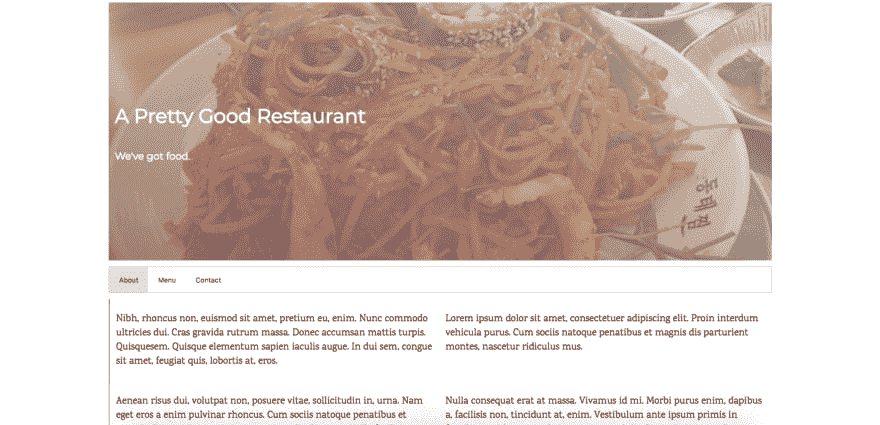 A Pretty Good Restaurant
We've got food.
About Menu Contact
Nibh, rhoncus non, euismod sit amet, pretium eu, enim. Nunc commodo
ultricies dui. Cras gravida rutrum massa. Donec accumsan mattis turpis.
Quisquesem. Quisque elementum sapien iaculis augue. In dui sem, congue
sit amet, feugiat quis, lobortis at, eros.
Lorem ipsum dolor sit amet, consectetuer adipiscing elit. Proin interdum
vehicula purus. Cum sociis natoque penatibus et magnis dis parturient
montes, nascetur ridiculus mus.
Aenean risus dui, volutpat non, posuere vitae, sollicitudin in, urna. Nam
eget eros a enim pulvinar rhoncus. Cum sociis natoque penatibus et
Nulla consequat erat at massa. Vivamus id mi. Morbi purus enim, dapibus
a, facilisis non, tincidunt at, enim. Vestibulum ante ipsum primis in